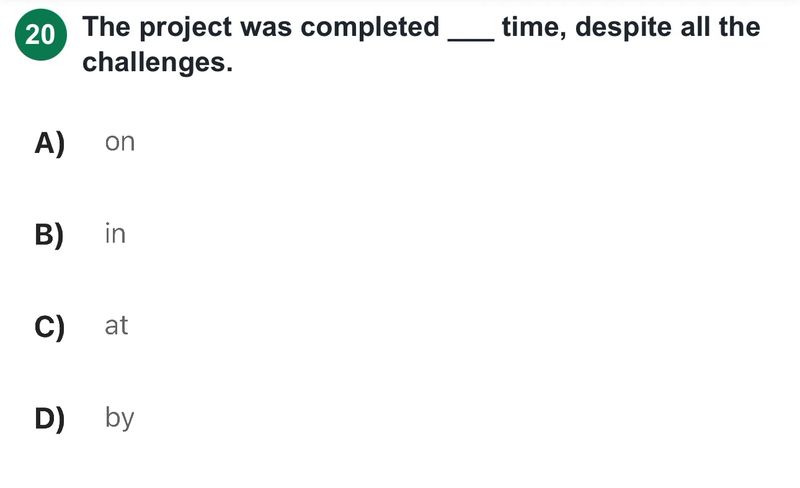 20 The project was completed ___ time, despite all the
challenges.
A) on
B) in
C) at
D) by